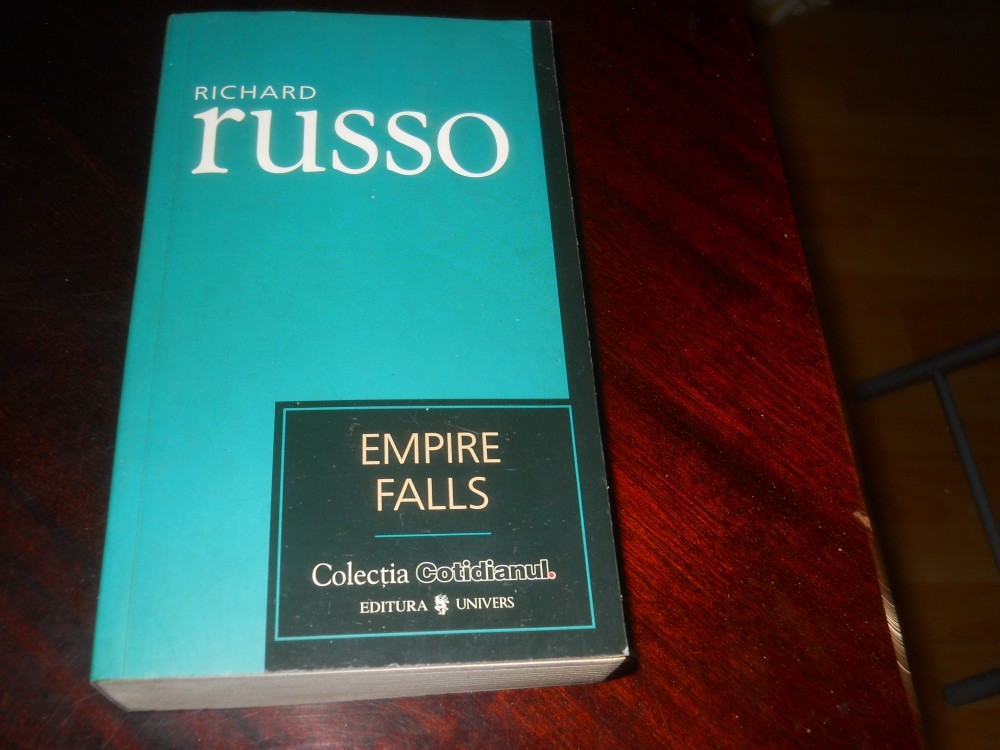 RICHARD
russo
EMPIRE
FALLS
Colecția Cotidianul.
EDITURA UNIVERS